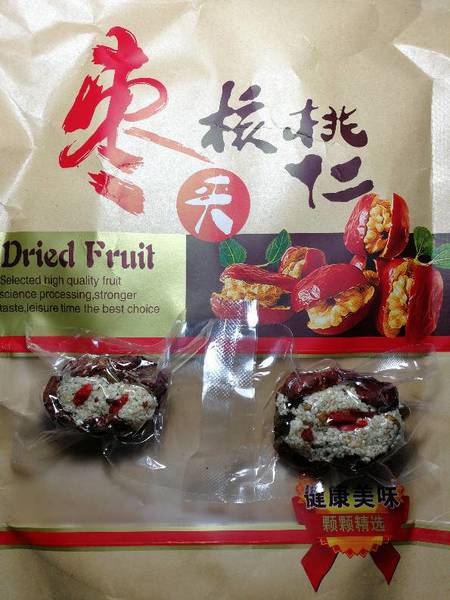 枣夹核桃仁
Dried Fruit
Selected high quality fruit
science processing,stronger
taste,leisure time the best choice
健康美味
颗颗精选